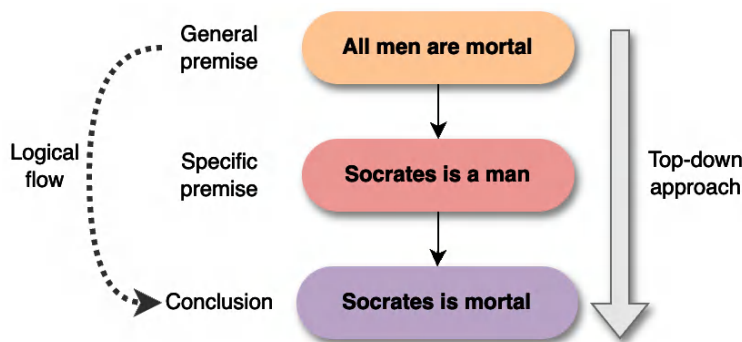 General
premise
All men are mortal
Logical
flow
Specific
premise
Socrates is a man
Top-down
approach
Conclusion
Socrates is mortal